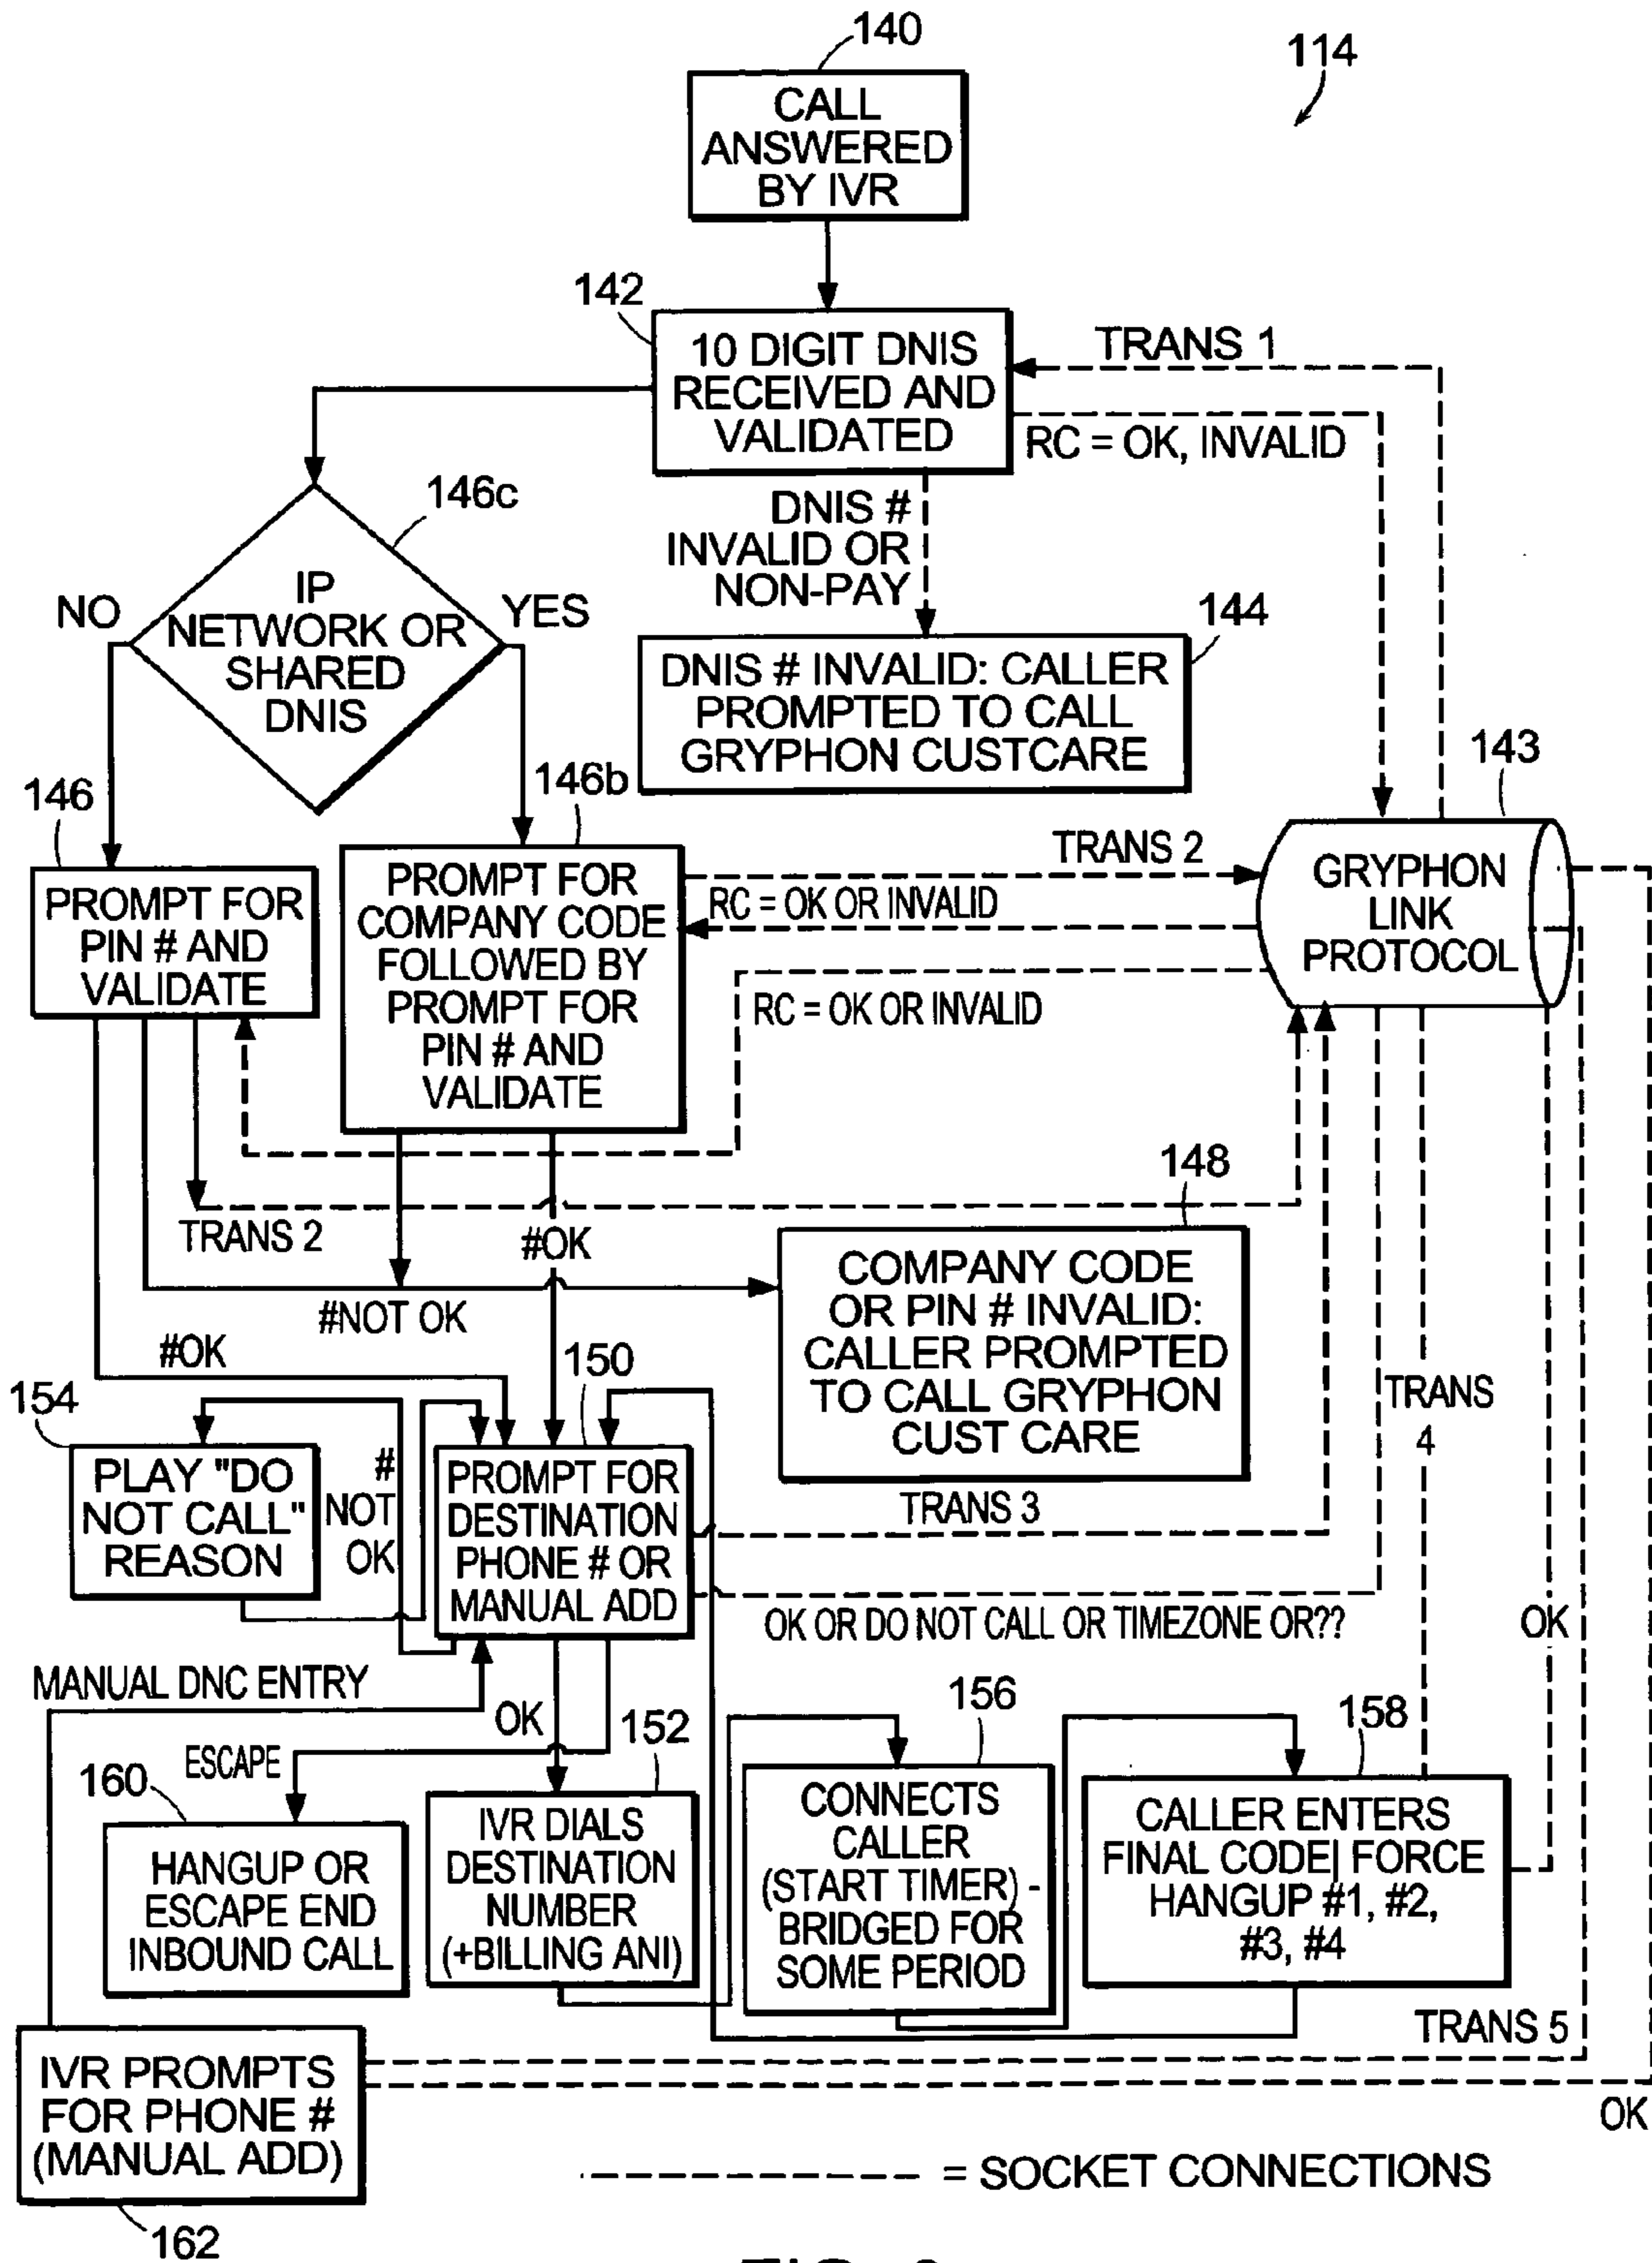 140
114
CALL
ANSWERED
BY IVR
142
10 DIGIT DNIS
RECEIVED AND
VALIDATED
TRANS 1
RC = OK, INVALID
146c
DNIS #
INVALID OR
NON-PAY
IP
NETWORK OR
SHARED
DNIS
NO
YES
144
DNIS # INVALID: CALLER
PROMPTED TO CALL
GRYPHON CUSTCARE
143
146
146b
PROMPT FOR
PIN # AND
VALIDATE
PROMPT FOR
COMPANY CODE
FOLLOWED BY
PROMPT FOR
PIN # AND
VALIDATE
TRANS 2
RC = OK OR INVALID
RC = OK OR INVALID
GRYPHON
LINK
PROTOCOL
148
TRANS 2
#OK
#NOT OK
#OK
COMPANY CODE
OR PIN # INVALID:
CALLER PROMPTED
TO CALL GRYPHON
CUST CARE
150
154
PLAY "DO
NOT CALL"
REASON
#
NOT
OK
PROMPT FOR
DESTINATION
PHONE # OR
MANUAL ADD
TRANS 3
TRANS
4
OK OR DO NOT CALL OR TIMEZONE OR??
OK
MANUAL DNC ENTRY
OK
152
156
158
ESCAPE
160
HANGUP OR
ESCAPE END
INBOUND CALL
IVR DIALS
DESTINATION
NUMBER
(+BILLING ANI)
CONNECTS
CALLER
(START TIMER) -
BRIDGED FOR
SOME PERIOD
CALLER ENTERS
FINAL CODE| FORCE
HANGUP #1, #2,
#3, #4
TRANS 5
IVR PROMPTS
FOR PHONE #
(MANUAL ADD)
OK
= SOCKET CONNECTIONS
162